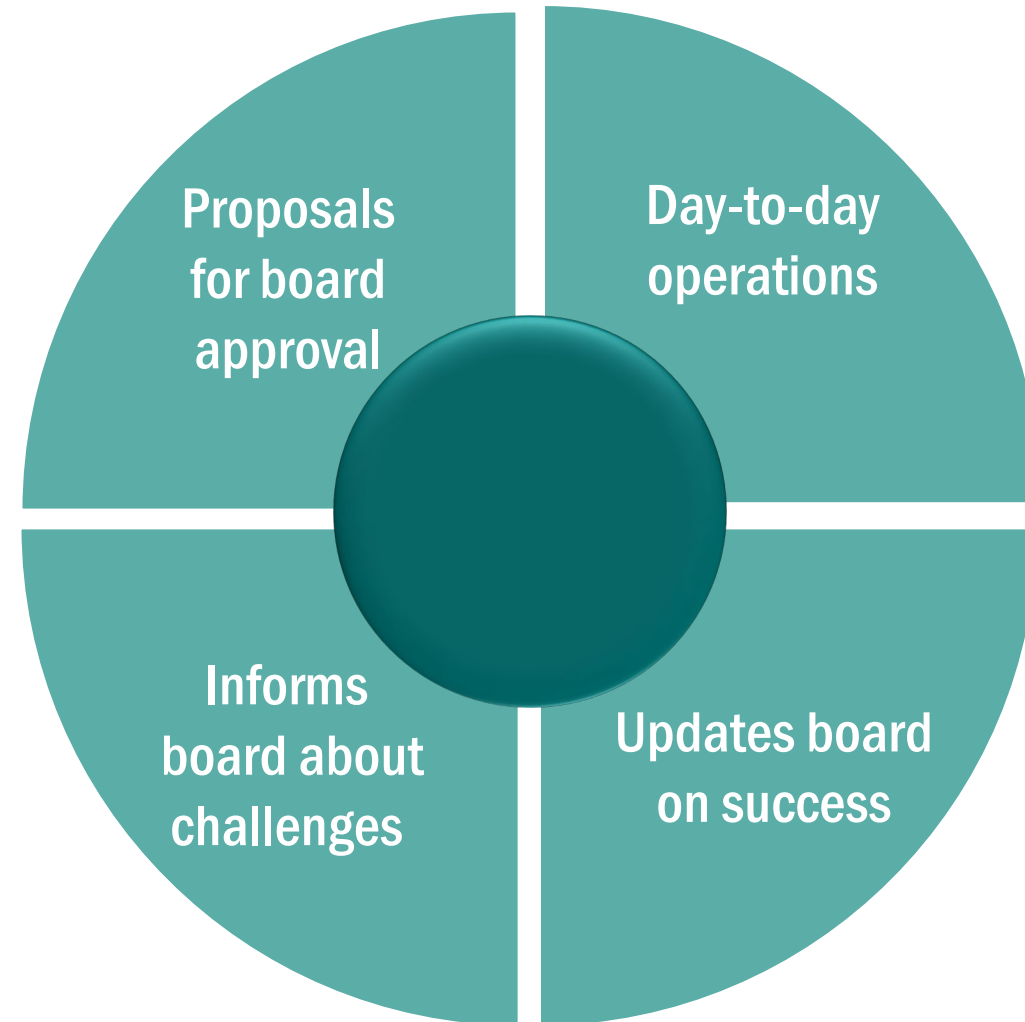 Proposals
for board
approval
Day-to-day
operations
Informs
board about
challenges
Updates board
on success